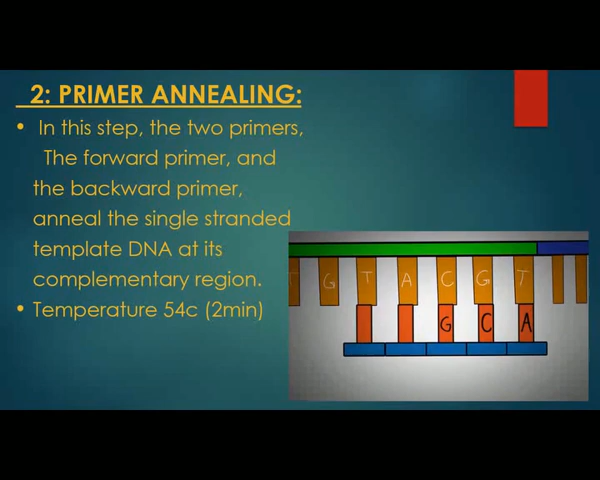 2: PRIMER ANNEALING:
• In this step, the two primers,
The forward primer, and
the backward primer,
anneal the single stranded
template DNA at its
complementary region.
• Temperature 54c (2min)
T G T A C G T
G C A